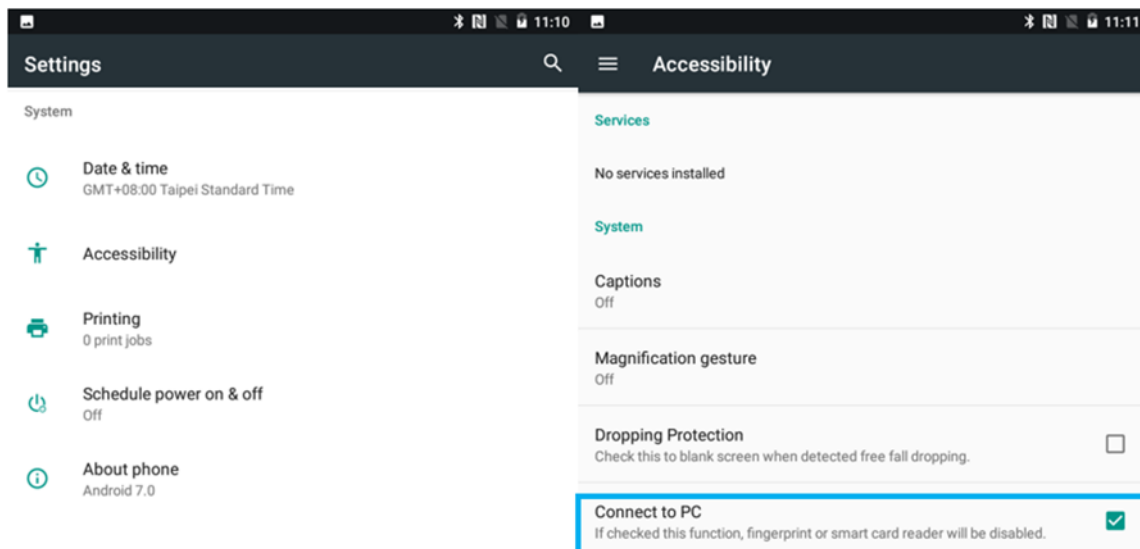 11:10
Settings
System
Date & time
GMT+08:00 Taipei Standard Time
Accessibility
Printing
0 print jobs
Schedule power on & off
Off
About phone
Android 7.0
11:11
Accessibility
Services
No services installed
System
Captions
Off
Magnification gesture
Off
Dropping Protection
Check this to blank screen when detected free fall dropping.
Connect to PC
If checked this function, fingerprint or smart card reader will be disabled.